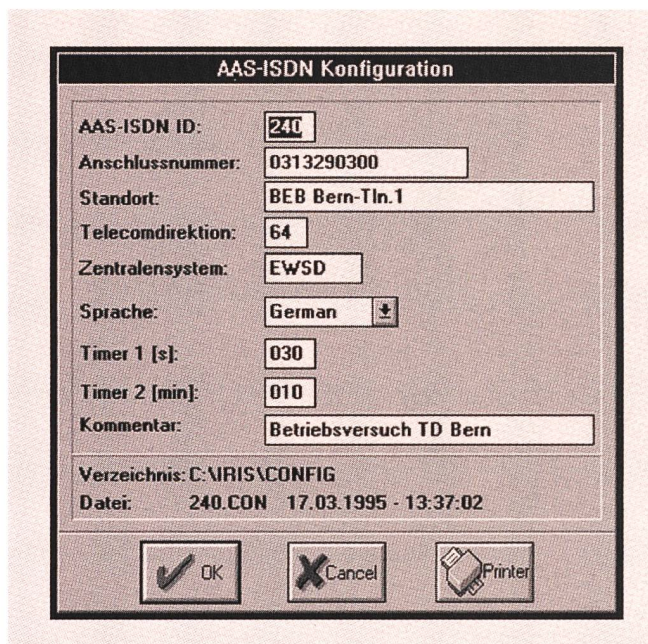 AAS-ISDN Konfiguration
AAS-ISDN ID: 240
Anschlussnummer: 0313290300
Standort: BEB Bern-Tln.1
Telecomdirektion: 64
Zentralensystem: EWSD
Sprache: German
Timer 1 [s]: 030
Timer 2 [min]: 010
Kommentar: Betriebsversuch TD Bern
Verzeichnis: C:\IRIS\CONFIG
Datei: 240.CON 17.03.1995 - 13:37:02
OK Cancel Printer